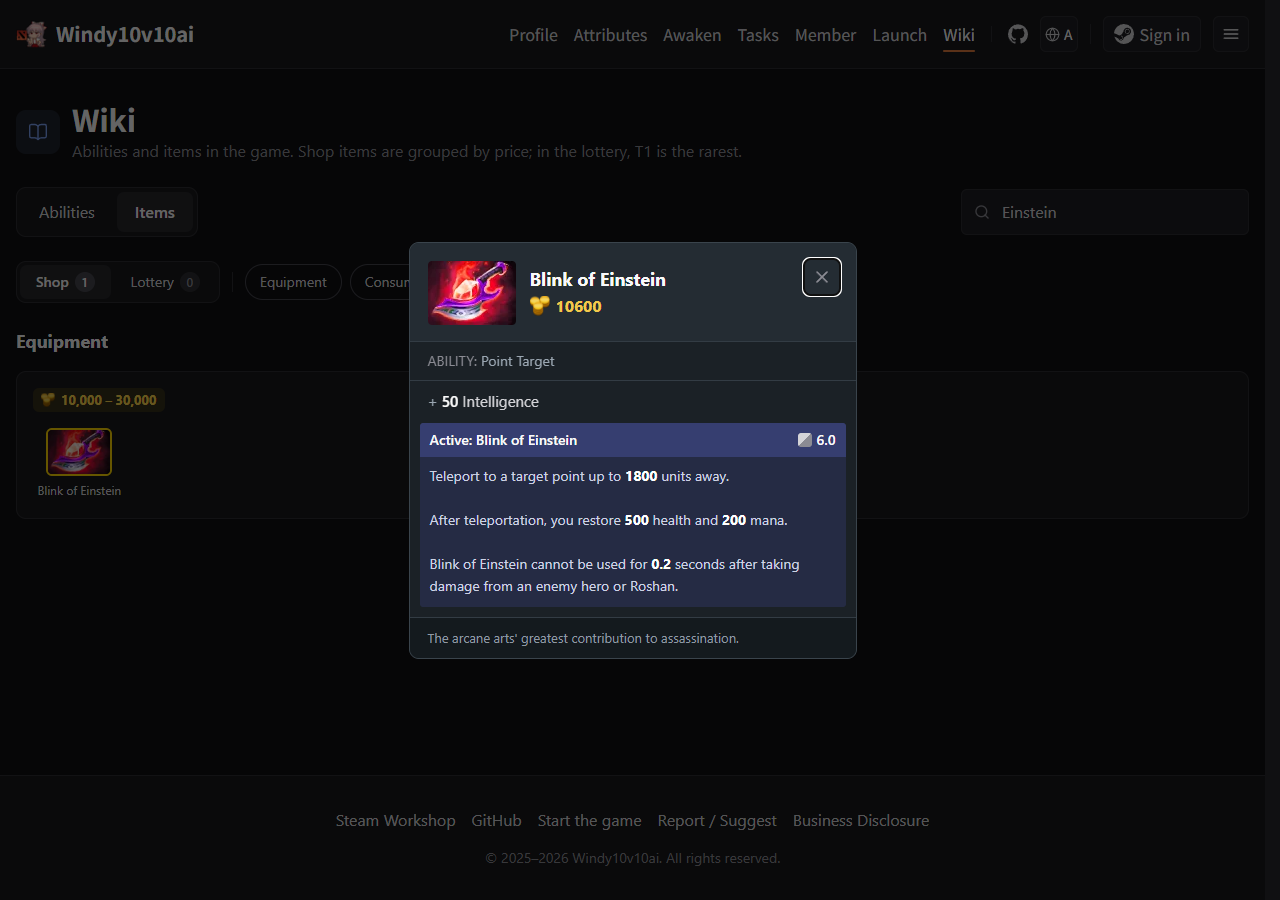 Windy10v10ai
Profile Attributes Awaken Tasks Member Launch Wiki A Sign in
Wiki
Abilities and items in the game. Shop items are grouped by price; in the lottery, T1 is the rarest.
Abilities Items
Einstein
Shop 1 Lottery 0 Equipment Consum
Equipment
10,000 – 30,000
Blink of Einstein
Blink of Einstein
10600
ABILITY: Point Target
+ 50 Intelligence
Active: Blink of Einstein 6.0
Teleport to a target point up to 1800 units away.
After teleportation, you restore 500 health and 200 mana.
Blink of Einstein cannot be used for 0.2 seconds after taking
damage from an enemy hero or Roshan.
The arcane arts' greatest contribution to assassination.
Steam Workshop GitHub Start the game Report / Suggest Business Disclosure
© 2025–2026 Windy10v10ai. All rights reserved.